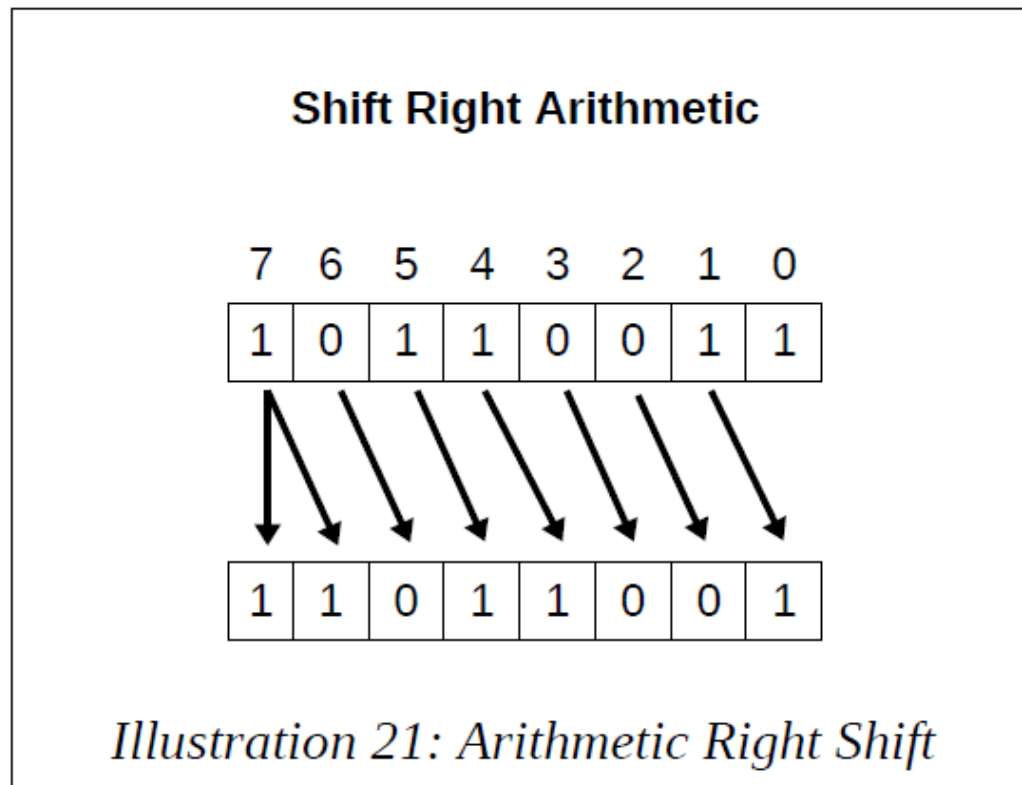 Shift Right Arithmetic
7 6 5 4 3 2 1 0
1 0 1 1 0 0 1 1
1 1 0 1 1 0 0 1
Illustration 21: Arithmetic Right Shift